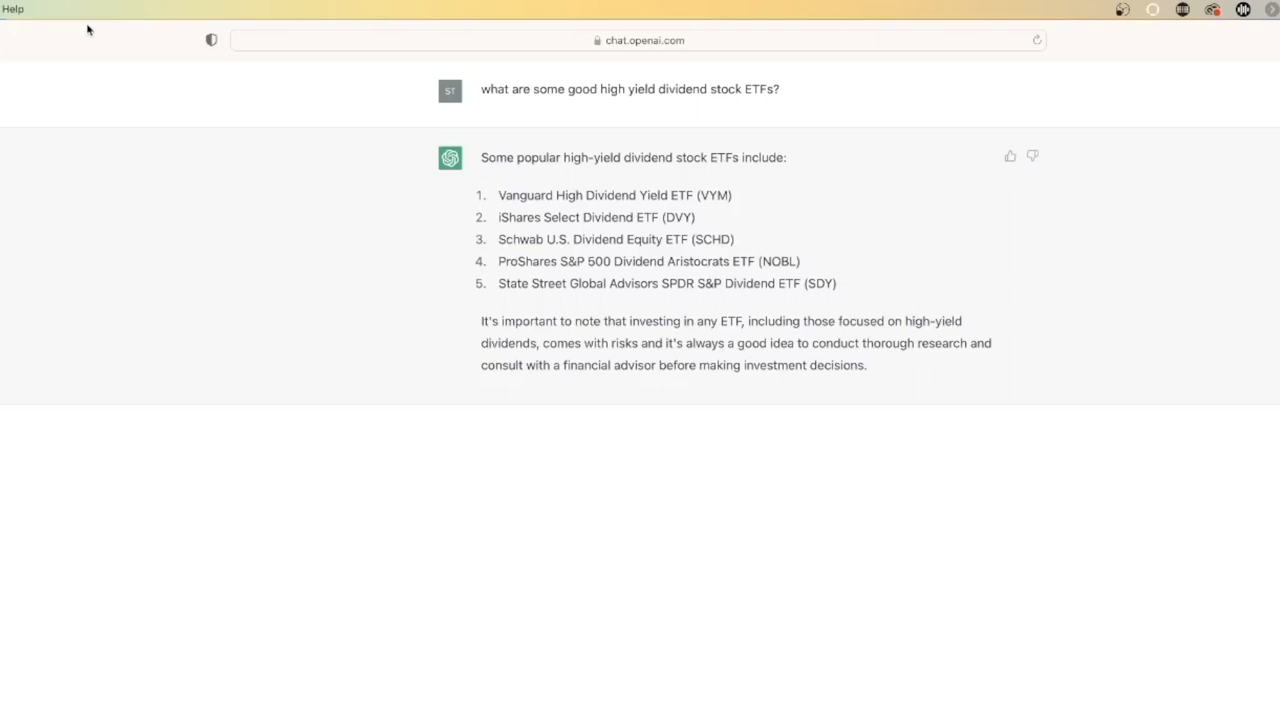 Help
chat.openai.com
ST
what are some good high yield dividend stock ETFs?
Some popular high-yield dividend stock ETFs include:
1. Vanguard High Dividend Yield ETF (VYM)
2. iShares Select Dividend ETF (DVY)
3. Schwab U.S. Dividend Equity ETF (SCHD)
4. ProShares S&P 500 Dividend Aristocrats ETF (NOBL)
5. State Street Global Advisors SPDR S&P Dividend ETF (SDY)
It's important to note that investing in any ETF, including those focused on high-yield
dividends, comes with risks and it's always a good idea to conduct thorough research and
consult with a financial advisor before making investment decisions.